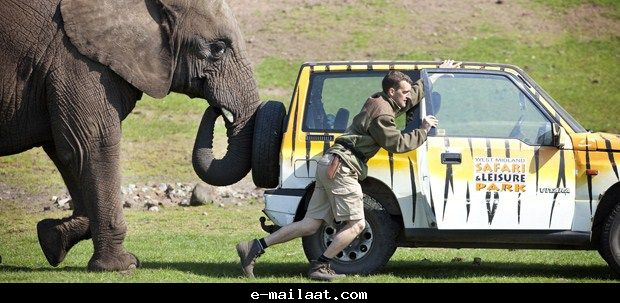 WEST MIDLAND
SAFARI
& LEISURE
PARK
VITARA
e-mailaat.com